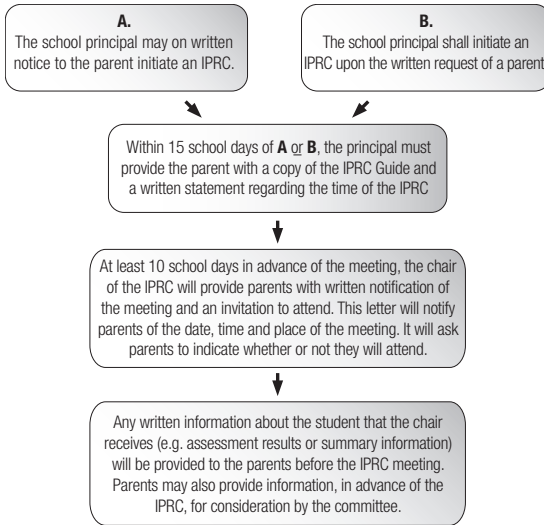 A.
The school principal may on written
notice to the parent initiate an IPRC.
B.
The school principal shall initiate an
IPRC upon the written request of a parent
Within 15 school days of A or B, the principal must
provide the parent with a copy of the IPRC Guide and
a written statement regarding the time of the IPRC
At least 10 school days in advance of the meeting, the chair
of the IPRC will provide parents with written notification of
the meeting and an invitation to attend. This letter will notify
parents of the date, time and place of the meeting. It will ask
parents to indicate whether or not they will attend.
Any written information about the student that the chair
receives (e.g. assessment results or summary information)
will be provided to the parents before the IPRC meeting.
Parents may also provide information, in advance of the
IPRC, for consideration by the committee.